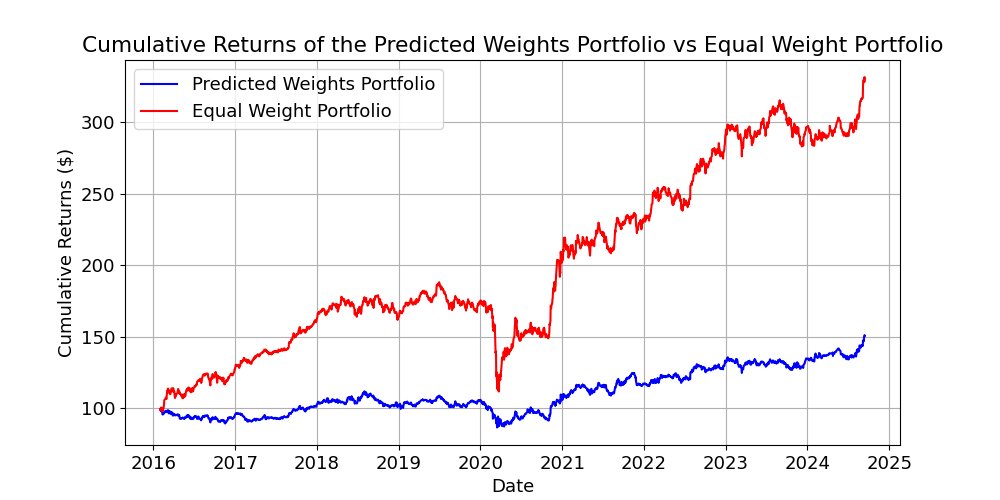 Cumulative Returns of the Predicted Weights Portfolio vs Equal Weight Portfolio
Predicted Weights Portfolio
Equal Weight Portfolio
Cumulative Returns ($)
300
250
200
150
100
2016 2017 2018 2019 2020 2021 2022 2023 2024 2025
Date